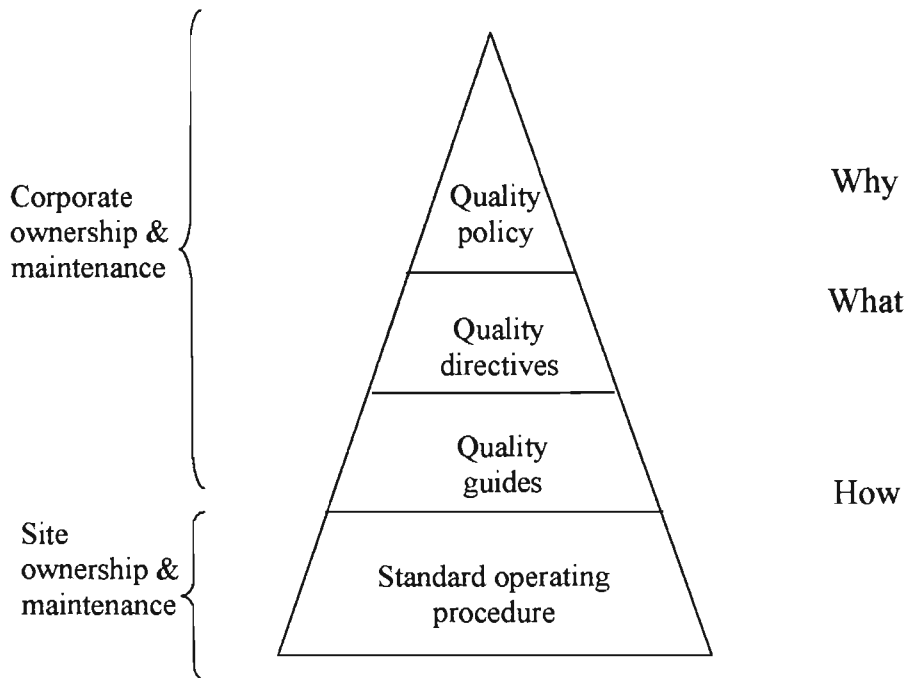 Corporate
ownership &
maintenance
Site
ownership &
maintenance
Quality
policy
Quality
directives
Quality
guides
Standard operating
procedure
Why
What
How